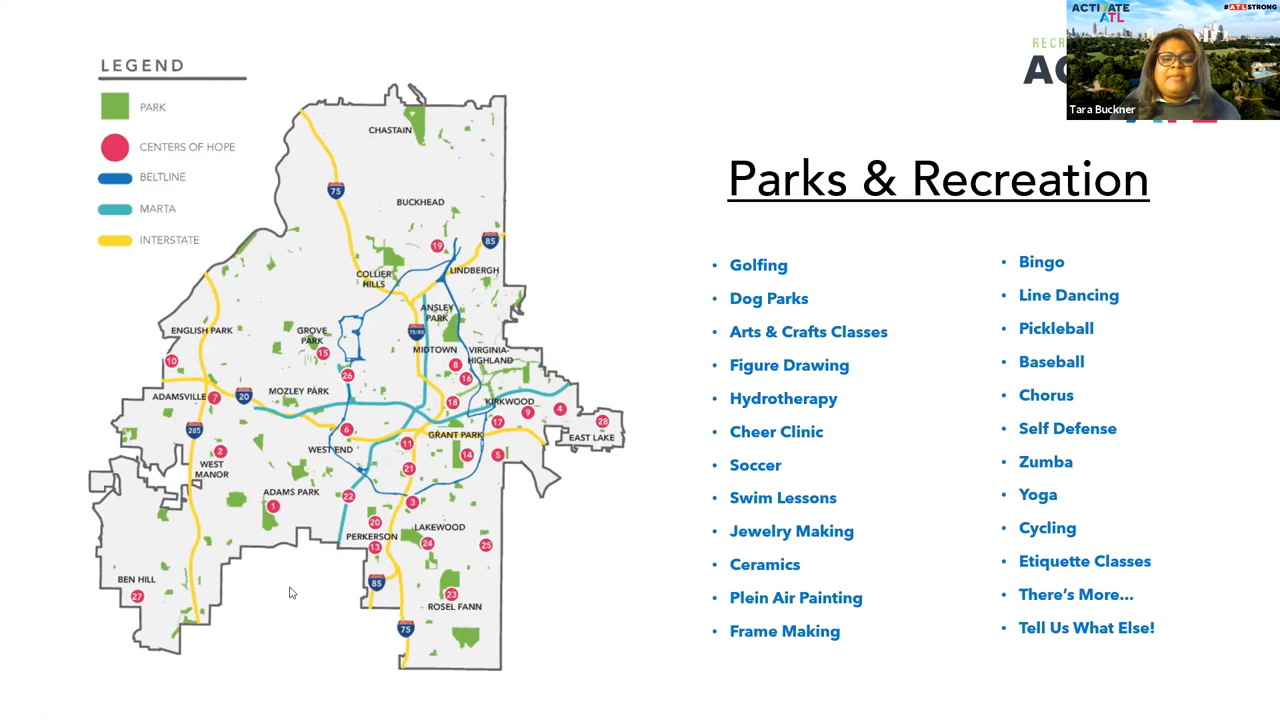 LEGEND
PARK
CENTERS OF HOPE
BELTLINE
MARTA
INTERSTATE
CHASTAIN
75
BUCKHEAD
19
85
COLLIER
HILLS
LINDBERGH
ANSLEY
PARK
ENGLISH PARK
GROVE
PARK
75/85
15
MIDTOWN
VIRGINIA-
HIGHLAND
10
8
26
16
ADAMSVILLE
7
20
MOZLEY PARK
18
KIRKWOOD
9
4
17
28
EAST LAKE
285
6
GRANT PARK
11
2
WEST
MANOR
WEST END
14
5
21
ADAMS PARK
1
22
3
20
LAKEWOOD
PERKERSON
13
24
25
BEN HILL
27
85
23
ROSEL FANN
75
ACTIVATE
ATL
#ATLSTRONG
RECR
AC
Tara Buckner
Parks & Recreation
• Golfing
• Dog Parks
• Arts & Crafts Classes
• Figure Drawing
• Hydrotherapy
• Cheer Clinic
• Soccer
• Swim Lessons
• Jewelry Making
• Ceramics
• Plein Air Painting
• Frame Making
• Bingo
• Line Dancing
• Pickleball
• Baseball
• Chorus
• Self Defense
• Zumba
• Yoga
• Cycling
• Etiquette Classes
• There's More...
• Tell Us What Else!